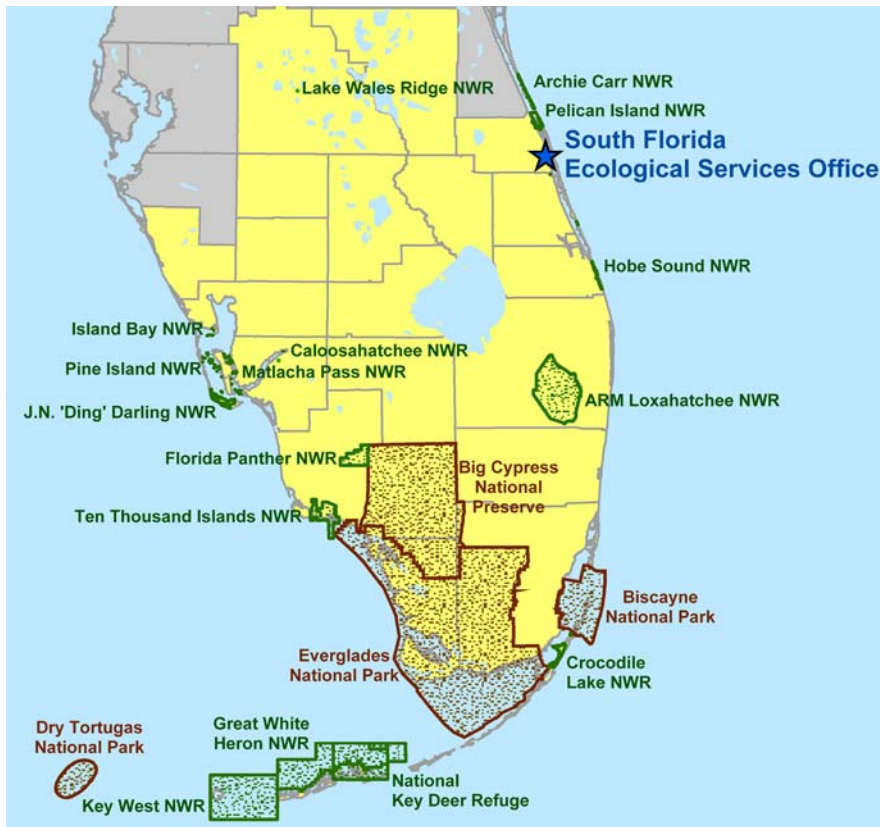 Lake Wales Ridge NWR
Archie Carr NWR
Pelican Island NWR
South Florida
Ecological Services Office
Hobe Sound NWR
Island Bay NWR
Pine Island NWR
Caloosahatchee NWR
Matlacha Pass NWR
J.N. 'Ding' Darling NWR
ARM Loxahatchee NWR
Florida Panther NWR
Big Cypress
National
Preserve
Ten Thousand Islands NWR
Biscayne
National Park
Everglades
National Park
Crocodile
Lake NWR
Dry Tortugas
National Park
Great White
Heron NWR
Key West NWR
National
Key Deer Refuge